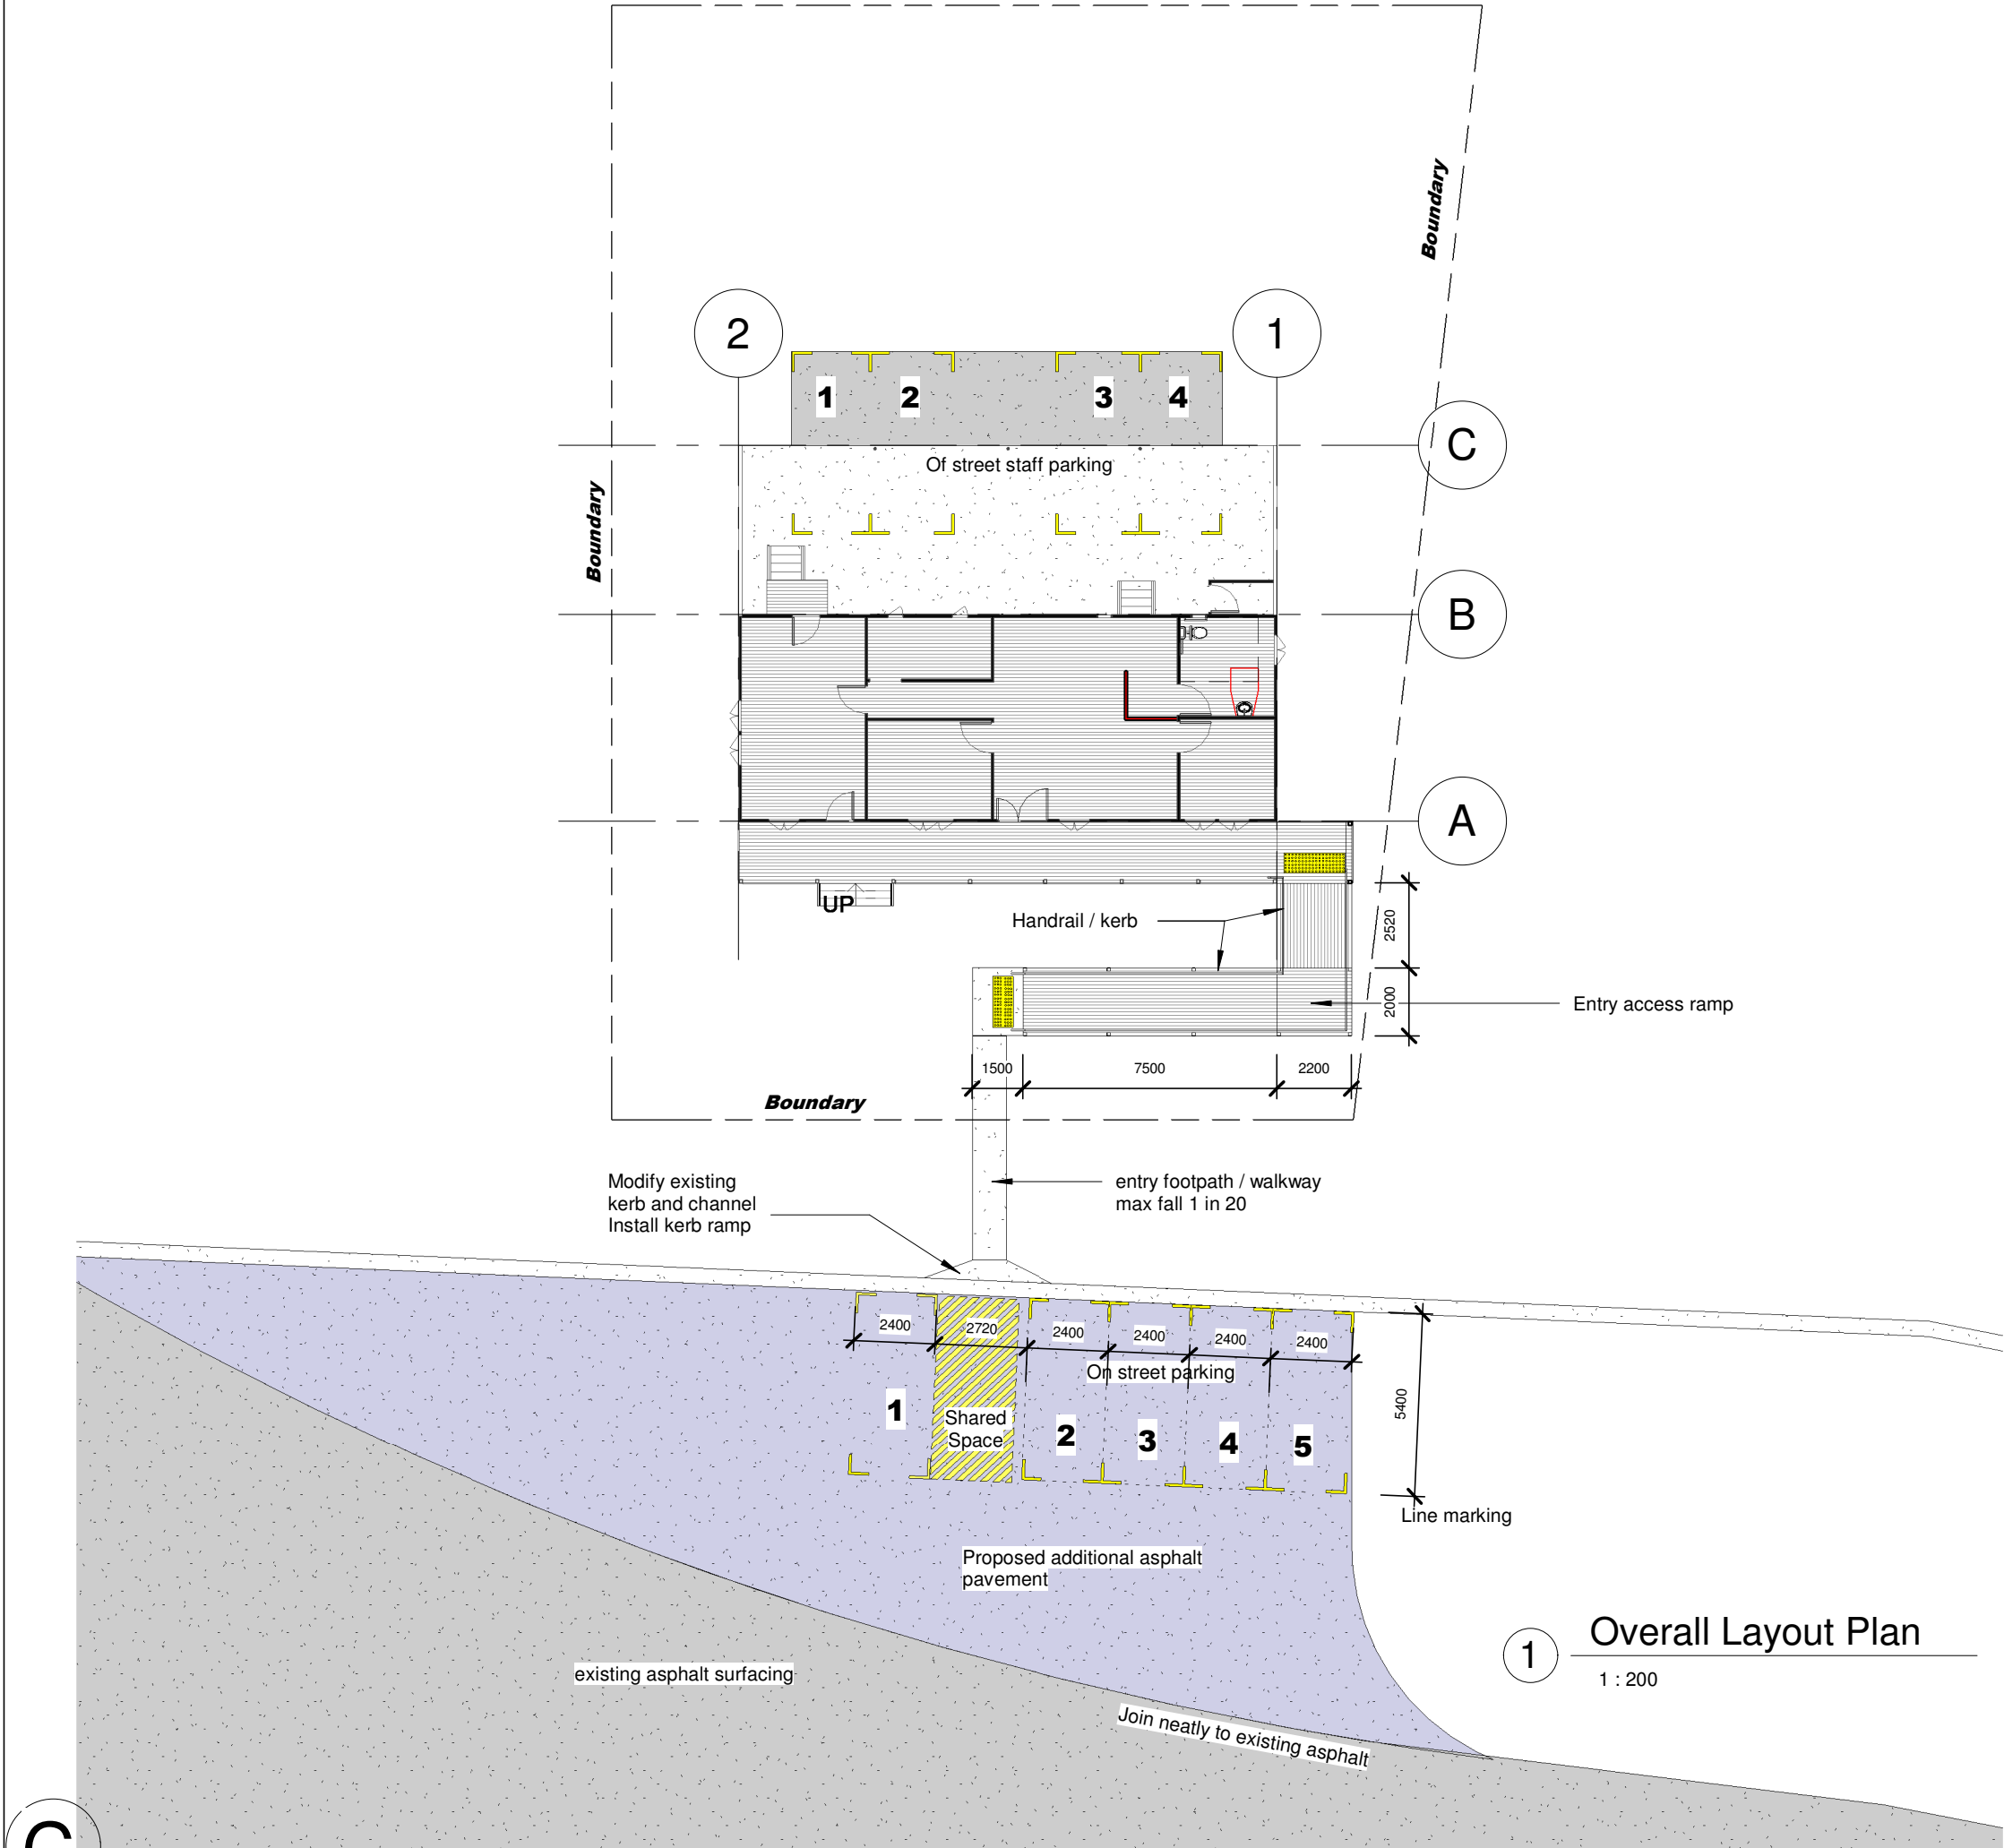 Boundary
2
1
1
2
3
4
C
Of street staff parking
Boundary
B
A
UP
Handrail / kerb
2520
2000
Entry access ramp
1500
7500
2200
Boundary
Modify existing
kerb and channel
Install kerb ramp
entry footpath / walkway
max fall 1 in 20
2400
2720
2400
2400
2400
2400
On street parking
5400
1
Shared
Space
2
3
4
5
Line marking
Proposed additional asphalt
pavement
1
Overall Layout Plan
1 : 200
existing asphalt surfacing
Join neatly to existing asphalt